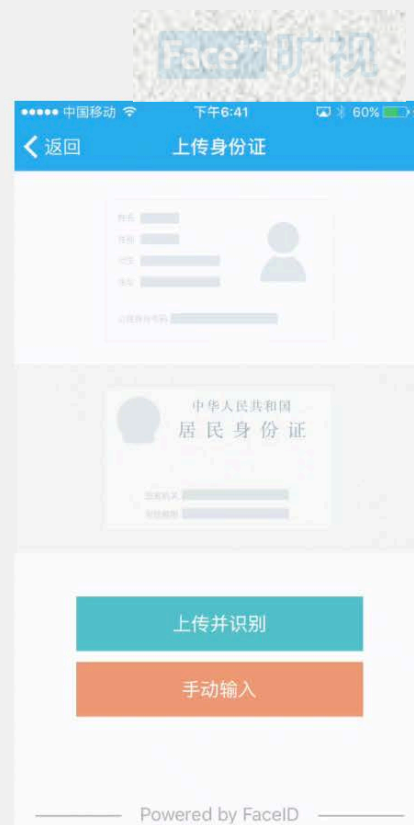 Face++ 旷视
中国移动 下午6:41 60%
返回 上传身份证
姓名
性别
出生
住址
公民身份号码
中华人民共和国
居民身份证
签发机关
有效期限
上传并识别
手动输入
Powered by FaceID